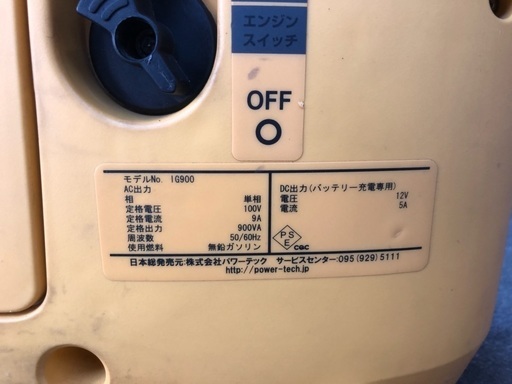 エンジン
スイッチ
OFF
モデルNo. IG900
AC出力
相 単相
定格電圧 100V
定格電流 9A
定格出力 900VA
周波数 50/60Hz
使用燃料 無鉛ガソリン
DC出力(バッテリー充電専用)
電圧 12V
電流 5A
PSE CQC
日本総発売元:株式会社パワーテック サービスセンター:095(929)5111
http://power-tech.jp